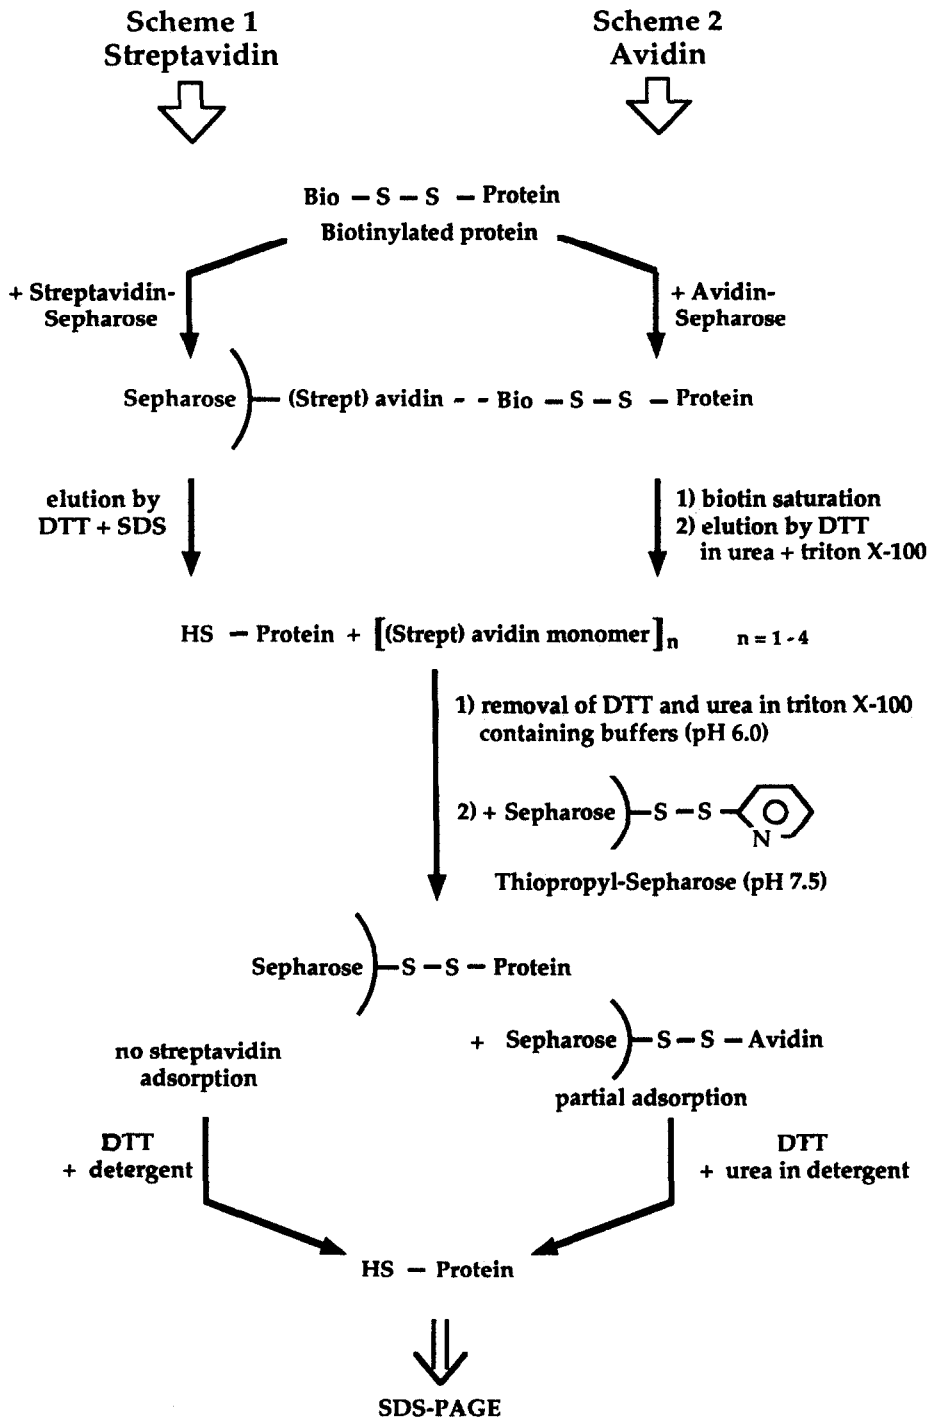 Scheme 1
Streptavidin
Scheme 2
Avidin
Bio – S – S – Protein
Biotinylated protein
+ Streptavidin-
Sepharose
+ Avidin-
Sepharose
Sepharose – (Strept) avidin - - Bio – S – S – Protein
elution by
DTT + SDS
1) biotin saturation
2) elution by DTT
in urea + triton X-100
HS – Protein + [(Strept) avidin monomer]n n = 1 - 4
1) removal of DTT and urea in triton X-100
containing buffers (pH 6.0)
2) + Sepharose – S – S – N
Thiopropyl-Sepharose (pH 7.5)
Sepharose – S – S – Protein
+ Sepharose – S – S – Avidin
no streptavidin
adsorption
partial adsorption
DTT
+ detergent
DTT
+ urea in detergent
HS – Protein
SDS-PAGE